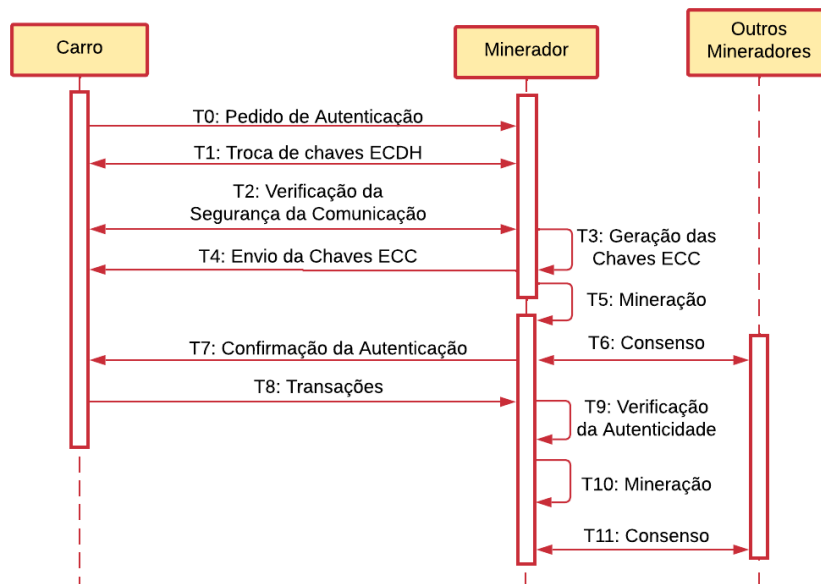 Carro
Minerador
Outros
Mineradores
T0: Pedido de Autenticação
T1: Troca de chaves ECDH
T2: Verificação da
Segurança da Comunicação
T3: Geração das
Chaves ECC
T4: Envio da Chaves ECC
T5: Mineração
T6: Consenso
T7: Confirmação da Autenticação
T8: Transações
T9: Verificação
da Autenticidade
T10: Mineração
T11: Consenso